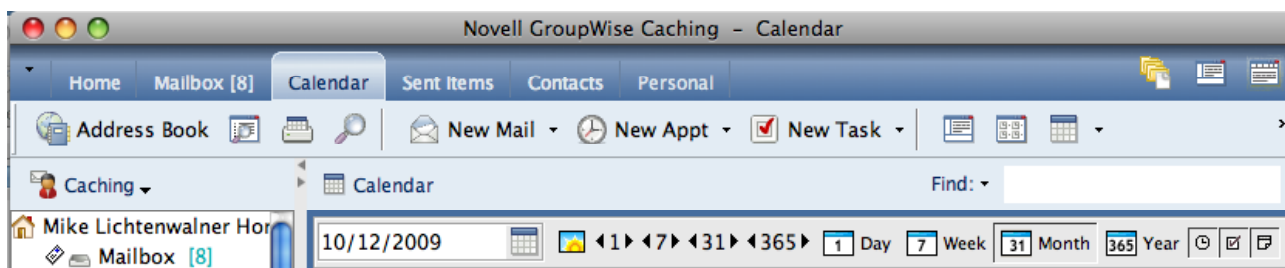 Novell GroupWise Caching – Calendar
Home Mailbox [8] Calendar Sent Items Contacts Personal
Address Book New Mail New Appt New Task
Caching Calendar Find:
Mike Lichtenwalner Hor
10/12/2009 1 7 31 365 1 Day 7 Week 31 Month 365 Year
Mailbox [8]